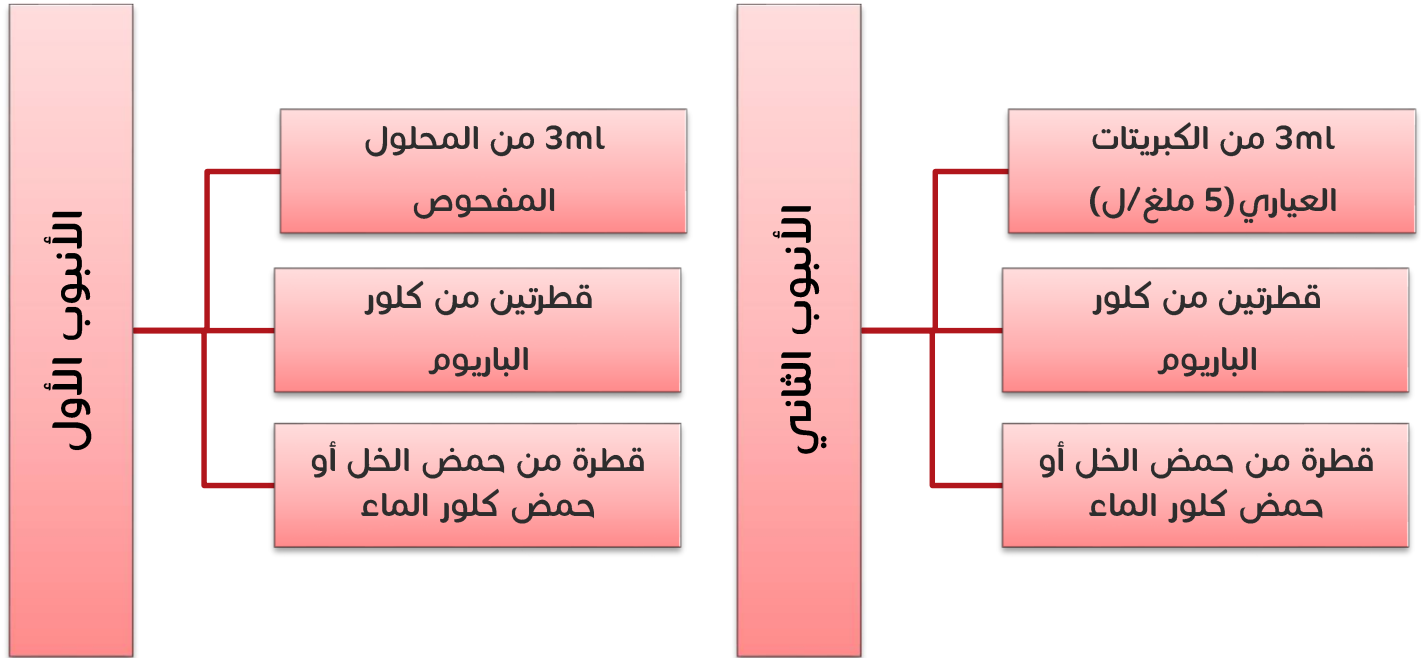 الأنبوب الأول
3ml من المحلول
المفحوص
قطرتين من كلور
الباريوم
قطرة من حمض الخل أو
حمض كلور الماء
الأنبوب الثاني
3ml من الكبريتات
العياري(5 ملغ/ل)
قطرتين من كلور
الباريوم
قطرة من حمض الخل أو
حمض كلور الماء